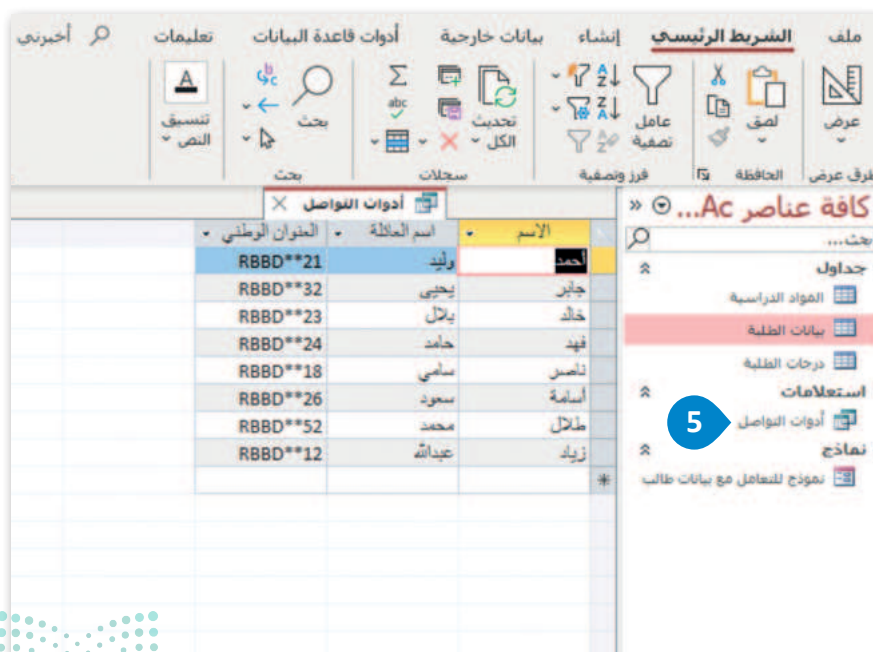 ملف الشريط الرئيسي إنشاء بيانات خارجية أدوات قاعدة البيانات تعليمات أخبرني
عرض
طرق عرض
لصق
الحافظة
عامل تصفية
فرز وتصفية
تحديث الكل
سجلات
بحث
بحث
تنسيق النص
كافة عناصر Ac...
بحث...
جداول
المواد الدراسية
بيانات الطلبة
درجات الطلبة
استعلامات
أدوات التواصل
5
نماذج
نموذج للتعامل مع بيانات طالب
أدوات التواصل
الاسم اسم العائلة العنوان الوطني
أحمد وليد RBBD**21
جابر يحيى RBBD**32
خالد بلال RBBD**23
فهد حامد RBBD**24
ناصر سامي RBBD**18
أسامة سعود RBBD**26
طلال محمد RBBD**52
زياد عبدالله RBBD**12